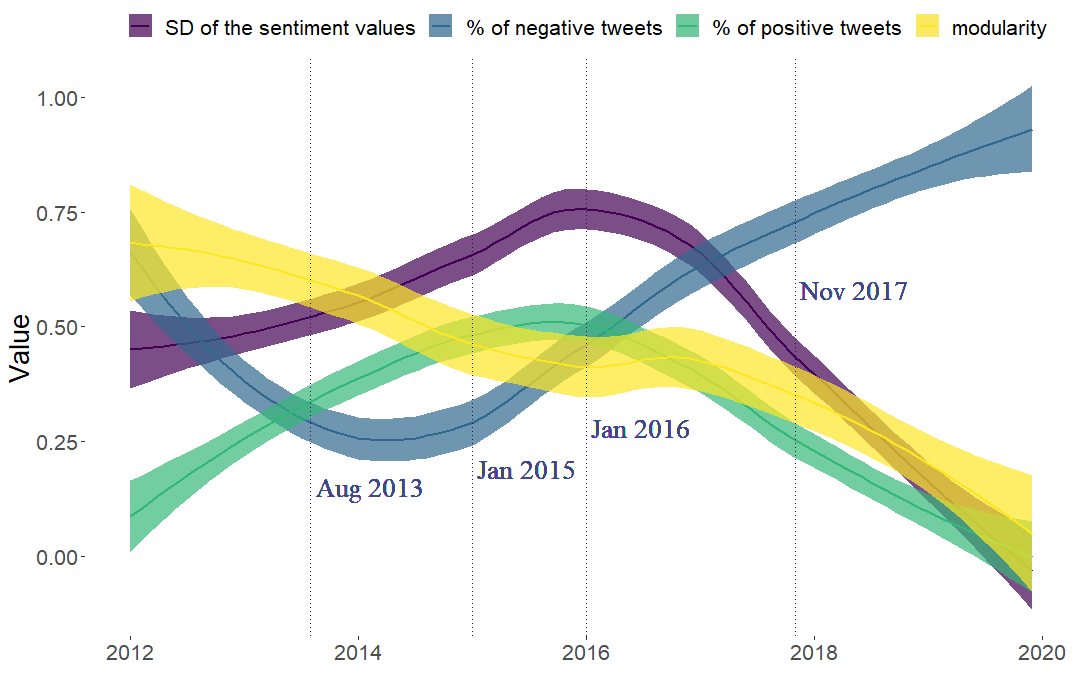 SD of the sentiment values % of negative tweets % of positive tweets modularity
1.00
0.75
0.50
0.25
0.00
Value
Nov 2017
Jan 2016
Jan 2015
Aug 2013
2012 2014 2016 2018 2020